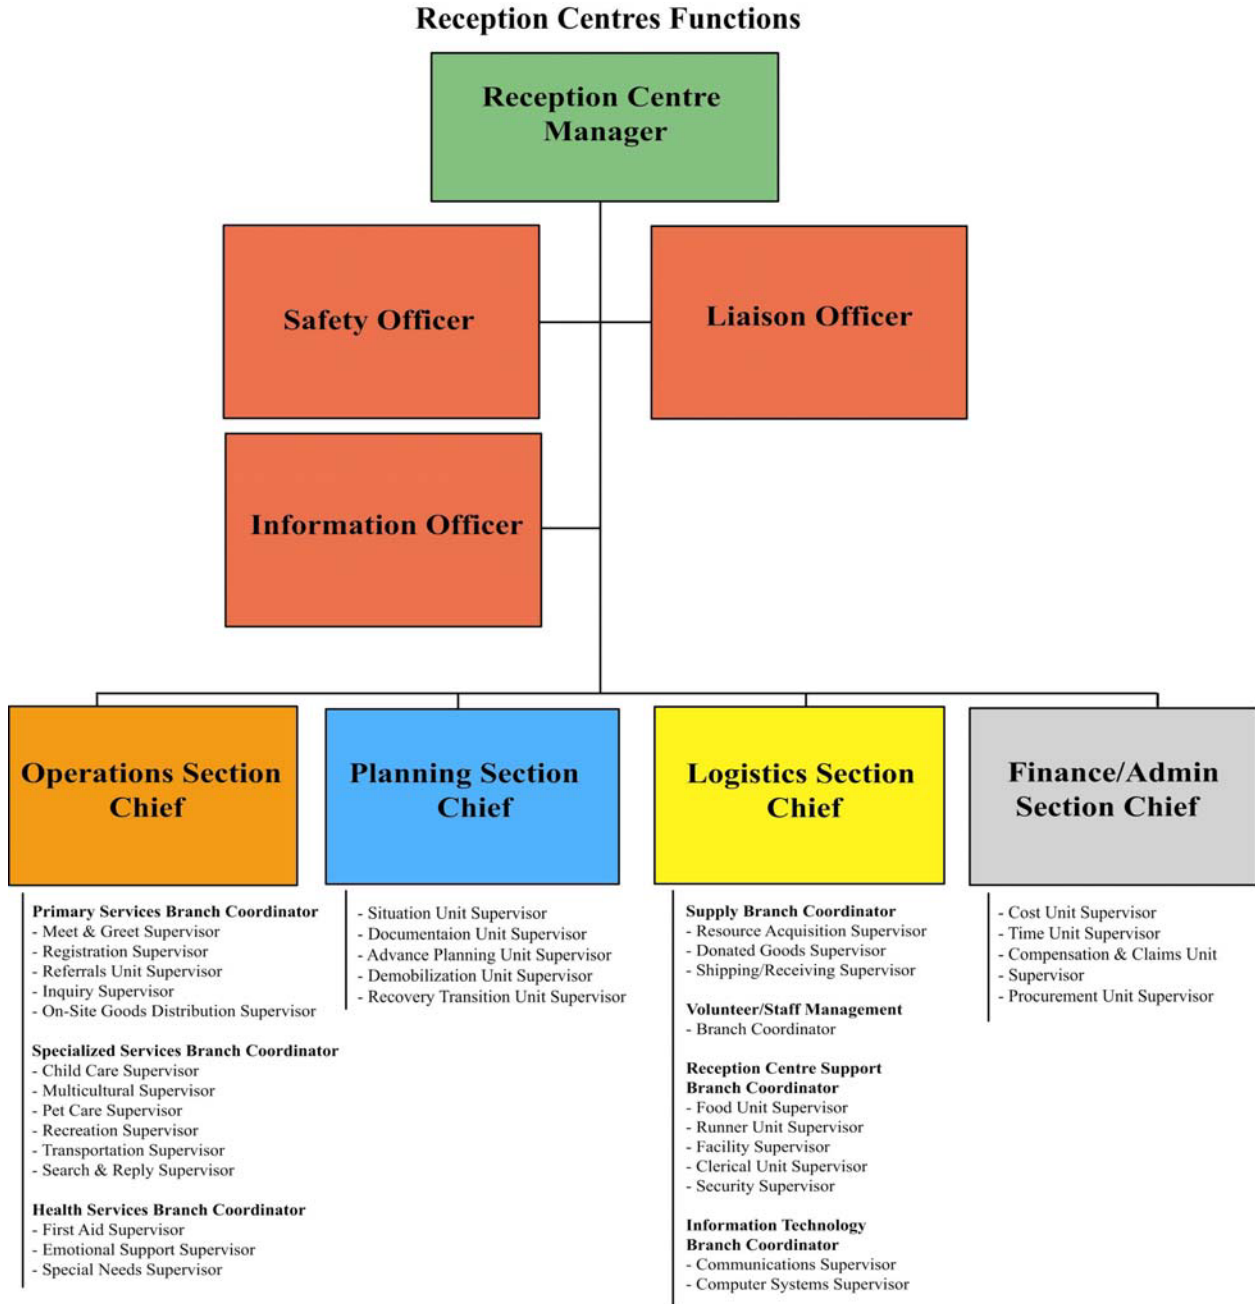 Reception Centres Functions
Reception Centre
Manager
Safety Officer
Liaison Officer
Information Officer
Operations Section
Chief
Planning Section
Chief
Logistics Section
Chief
Finance/Admin
Section Chief
Primary Services Branch Coordinator
- Meet & Greet Supervisor
- Registration Supervisor
- Referrals Unit Supervisor
- Inquiry Supervisor
- On-Site Goods Distribution Supervisor
Specialized Services Branch Coordinator
- Child Care Supervisor
- Multicultural Supervisor
- Pet Care Supervisor
- Recreation Supervisor
- Transportation Supervisor
- Search & Reply Supervisor
Health Services Branch Coordinator
- First Aid Supervisor
- Emotional Support Supervisor
- Special Needs Supervisor
- Situation Unit Supervisor
- Documentaion Unit Supervisor
- Advance Planning Unit Supervisor
- Demobilization Unit Supervisor
- Recovery Transition Unit Supervisor
Supply Branch Coordinator
- Resource Acquisition Supervisor
- Donated Goods Supervisor
- Shipping/Receiving Supervisor
Volunteer/Staff Management
- Branch Coordinator
Reception Centre Support
Branch Coordinator
- Food Unit Supervisor
- Runner Unit Supervisor
- Facility Supervisor
- Clerical Unit Supervisor
- Security Supervisor
Information Technology
Branch Coordinator
- Communications Supervisor
- Computer Systems Supervisor
- Cost Unit Supervisor
- Time Unit Supervisor
- Compensation & Claims Unit
- Supervisor
- Procurement Unit Supervisor